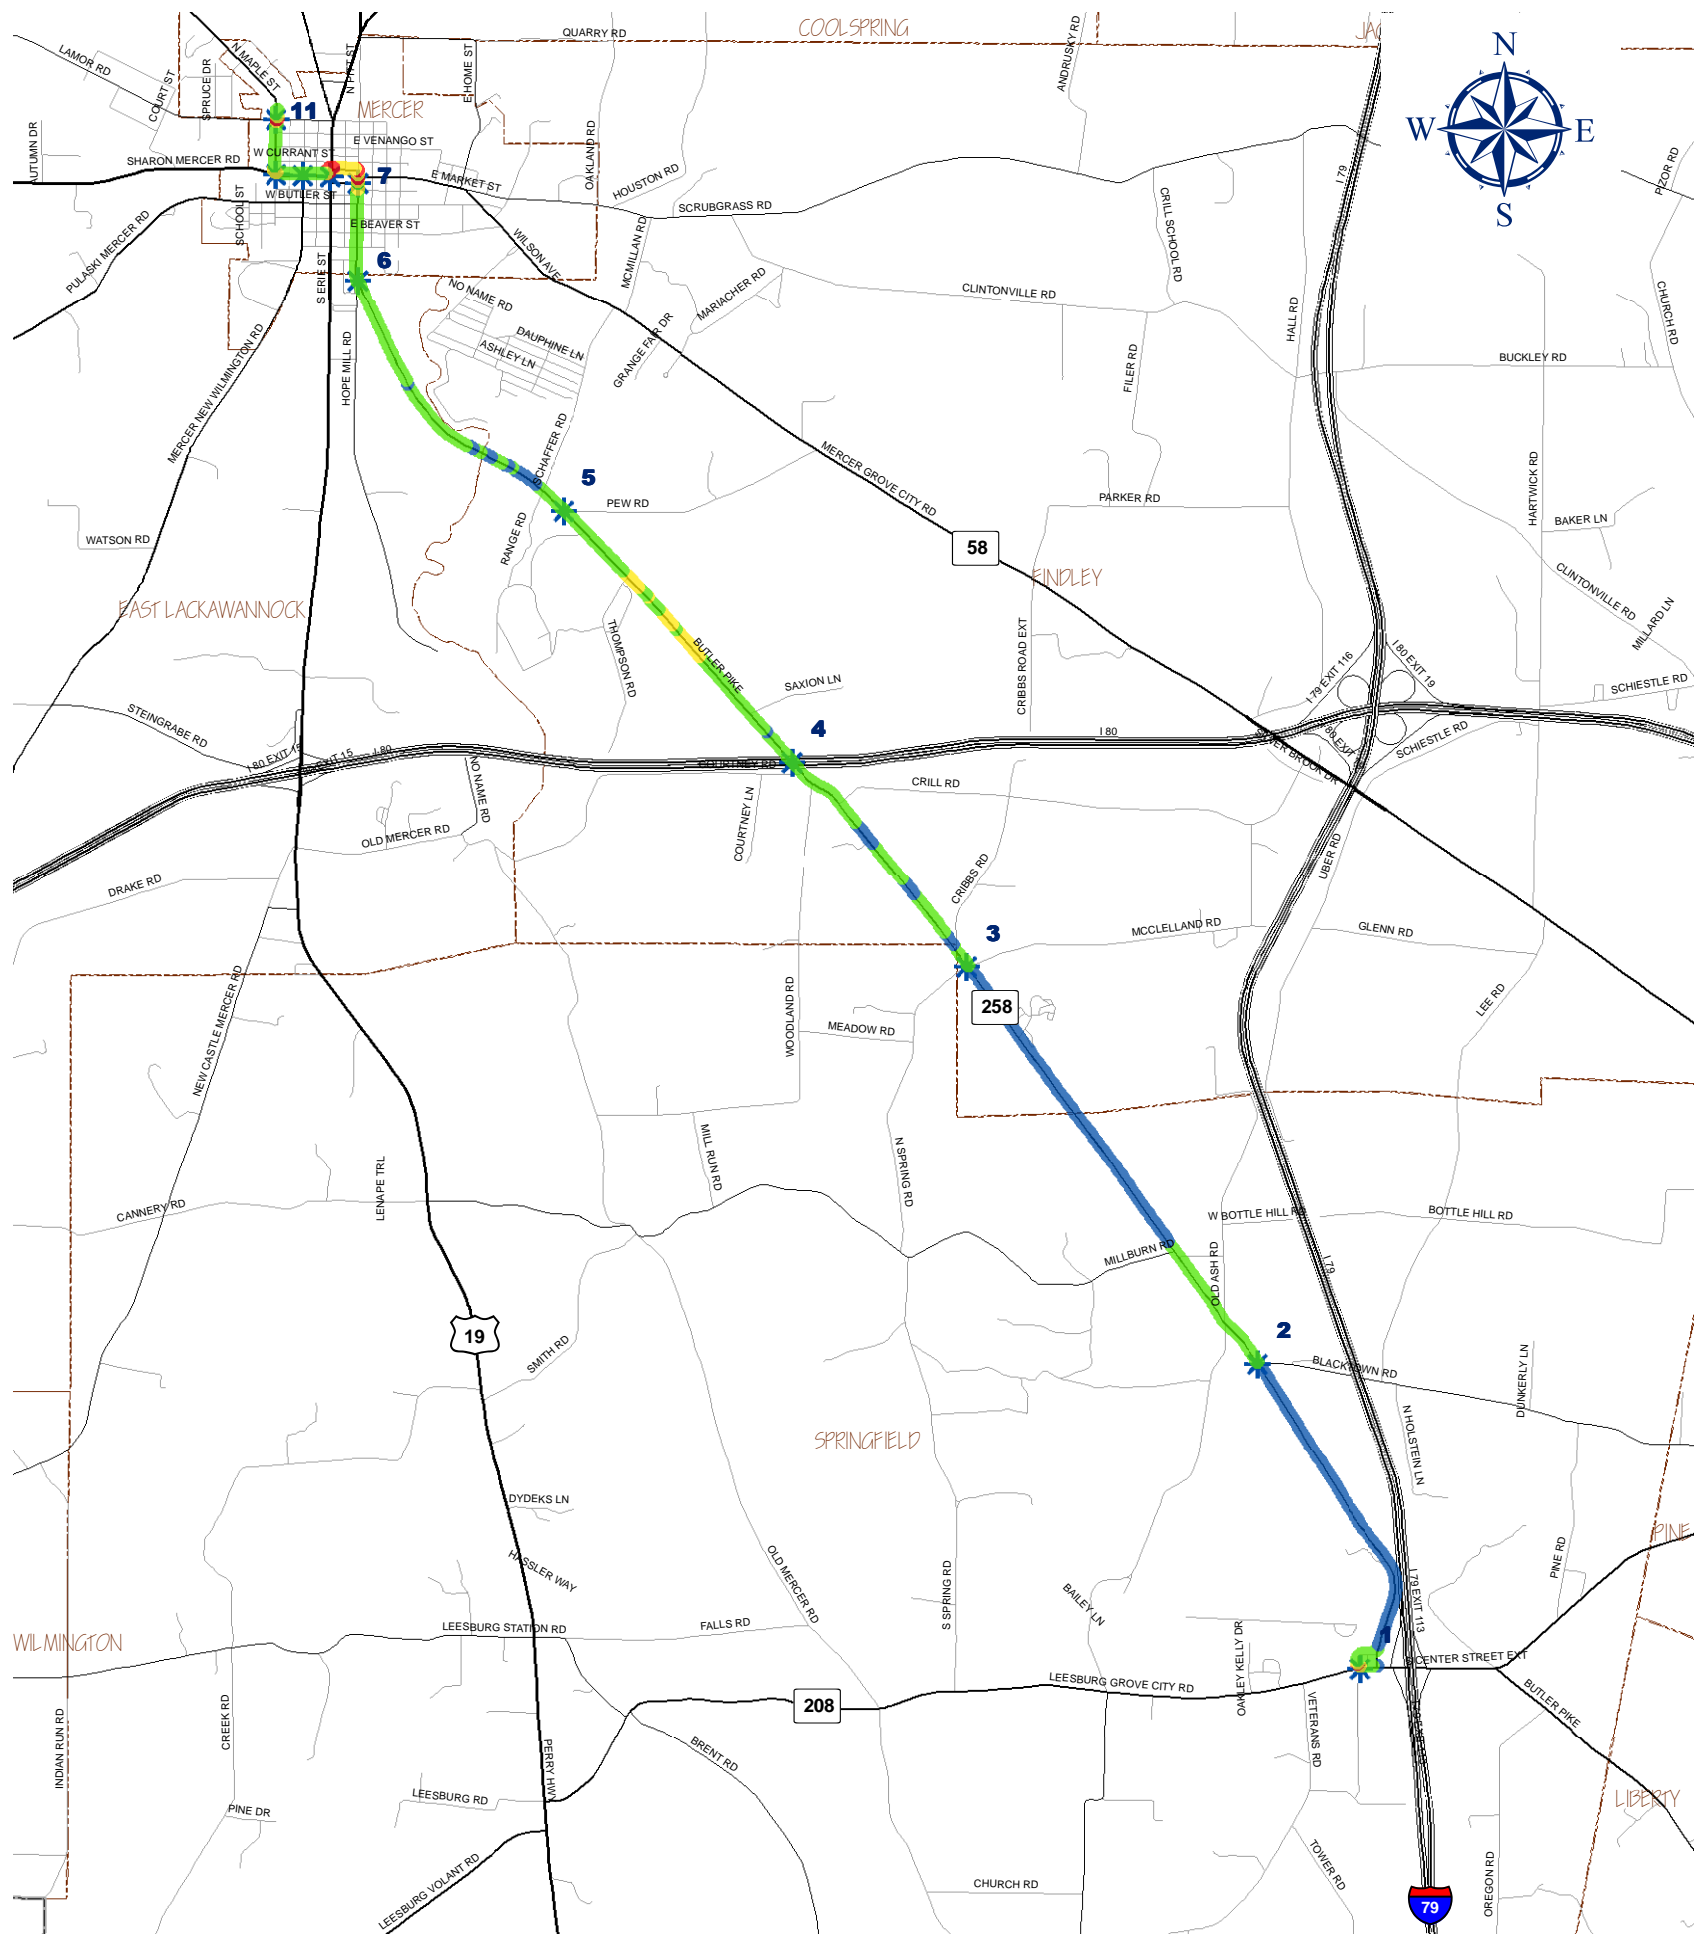 COOLSPRING
QUARRY RD
ANDRUSKY RD
N
W
E
S
LAMOR RD
COURT ST
SPRUCE DR
N MAPLE ST
N PITT ST
E HOME ST
11
MERCER
AUTUMN DR
E VENANGO ST
W CURRANT ST
SHARON MERCER RD
7
E MARKET ST
OAKLAND RD
HOUSTON RD
I 79
PIZOR RD
W BUTLER ST
SCHOOL ST
E BEAVER ST
SCRUBGRASS RD
CRILL SCHOOL RD
PULASKI MERCER RD
WILSON AVE
MCMILLAN RD
6
S ERIE ST
NO NAME RD
MARIACHER RD
CLINTONVILLE RD
HALL RD
CHURCH RD
MERCER NEW WILMINGTON RD
HOPE MILL RD
DAUPHINE LN
ASHLEY LN
GRANGE FAIR DR
FILER RD
BUCKLEY RD
SCHAFFER RD
MERCER GROVE CITY RD
5
PEW RD
PARKER RD
HARTWICK RD
BAKER LN
WATSON RD
RANGE RD
58
FINDLEY
CLINTONVILLE RD
EAST LACKAWANNOCK
THOMPSON RD
BUTLER PIKE
SAXION LN
CRIBBS ROAD EXT
I 79 EXIT 116
I 80 EXIT 19
MILLARD LN
SCHIESTLE RD
STEINGRABE RD
4
I 80
I 80
COURTNEY RD
SCHIESTLE RD
NO NAME RD
CRILL RD
OLD MERCER RD
COURTNEY LN
UBER RD
DRAKE RD
CRIBBS RD
3
MCCLELLAND RD
GLENN RD
NEW CASTLE MERCER RD
WOODLAND RD
258
MEADOW RD
LEE RD
MILL RUN RD
N SPRING RD
LENAPE TRL
CANNERY RD
W BOTTLE HILL RD
BOTTLE HILL RD
MILLBURN RD
OLD ASH RD
I 79
19
2
SMITH RD
BLACKTOWN RD
DUNKERLY LN
N HOLSTEIN LN
SPRINGFIELD
DYDEKS LN
HASSLER WAY
OLD MERCER RD
S SPRING RD
BAILEY LN
I 79 EXIT 113
PINE RD
PINE
WILMINGTON
LEESBURG STATION RD
FALLS RD
OAKLEY KELLY DR
1
S CENTER STREET EXT
LEESBURG GROVE CITY RD
208
VETERANS RD
BUTLER PIKE
INDIAN RUN RD
CREEK RD
PERRY HWY
BRENT RD
LEESBURG RD
PINE DR
LIBERTY
LEESBURG VOLANT RD
CHURCH RD
TOWER RD
OREGON RD
79